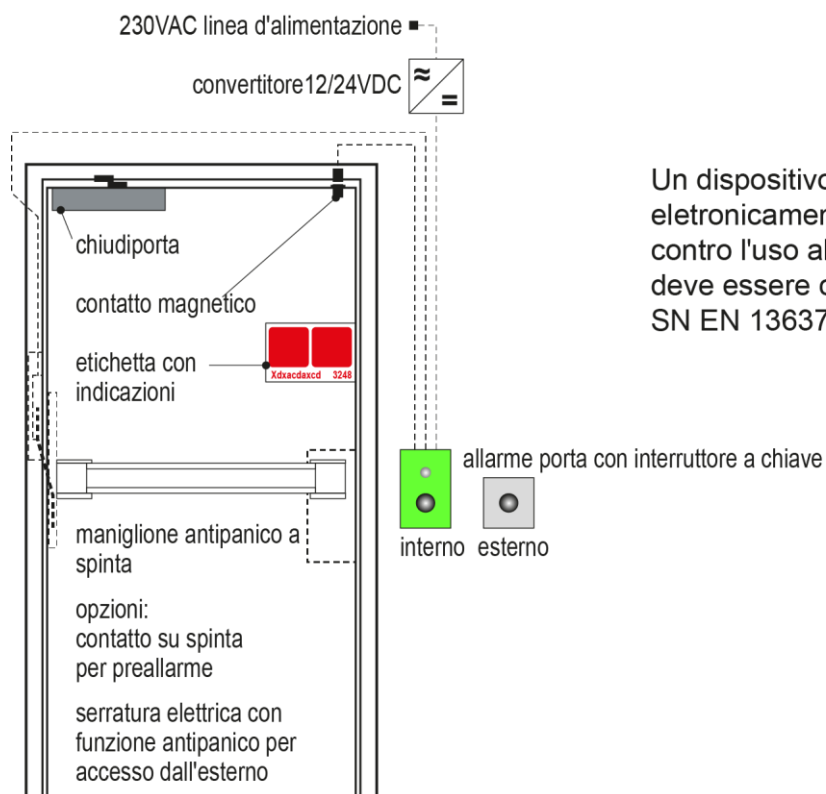 230VAC linea d'alimentazione
convertitore12/24VDC
Un dispositivo
eletronicamen
contro l'uso a
deve essere
SN EN 13637
chiudiporta
contatto magnetico
etichetta con
indicazioni
Xdxacdaxcd 3248
allarme porta con interruttore a chiave
interno esterno
maniglione antipanico a
spinta
opzioni:
contatto su spinta
per preallarme
serratura elettrica con
funzione antipanico per
accesso dall'esterno